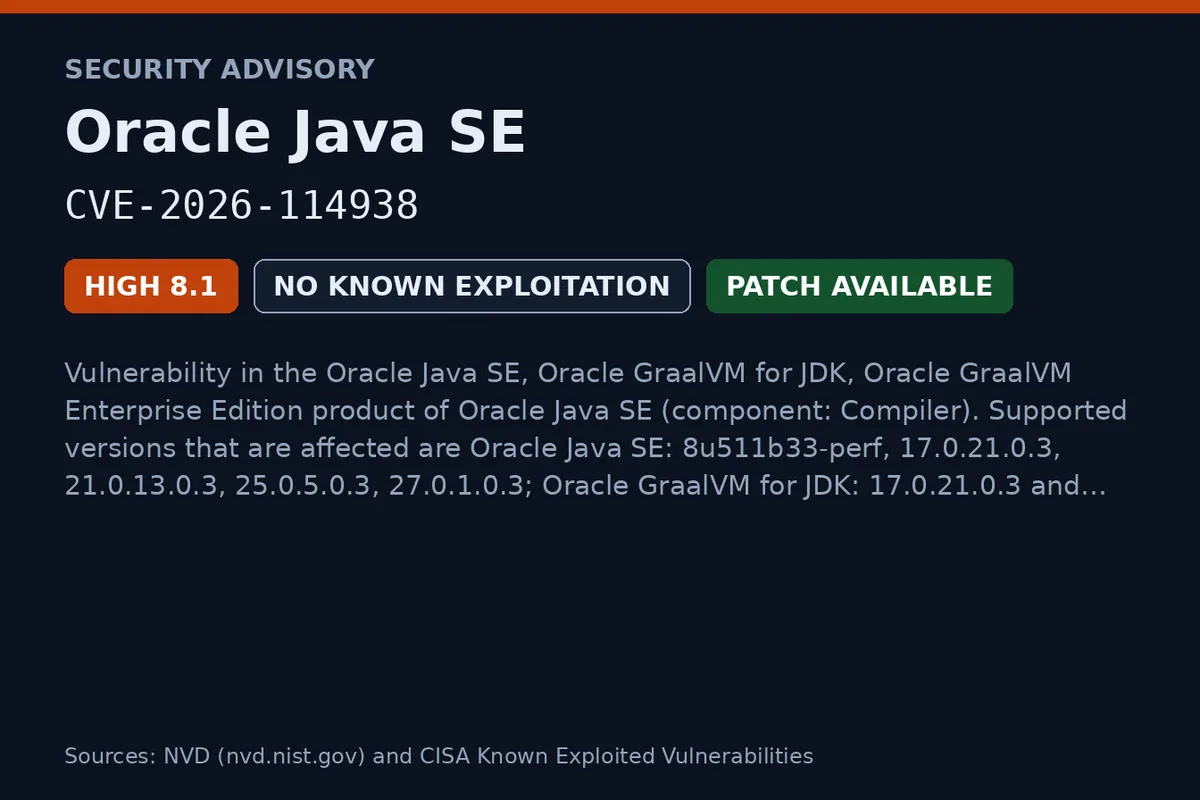 SECURITY ADVISORY
Oracle Java SE
CVE-2026-114938
HIGH 8.1
NO KNOWN EXPLOITATION
PATCH AVAILABLE
Vulnerability in the Oracle Java SE, Oracle GraalVM for JDK, Oracle GraalVM
Enterprise Edition product of Oracle Java SE (component: Compiler). Supported
versions that are affected are Oracle Java SE: 8u511b33-perf, 17.0.21.0.3,
21.0.13.0.3, 25.0.5.0.3, 27.0.1.0.3; Oracle GraalVM for JDK: 17.0.21.0.3 and...
Sources: NVD (nvd.nist.gov) and CISA Known Exploited Vulnerabilities